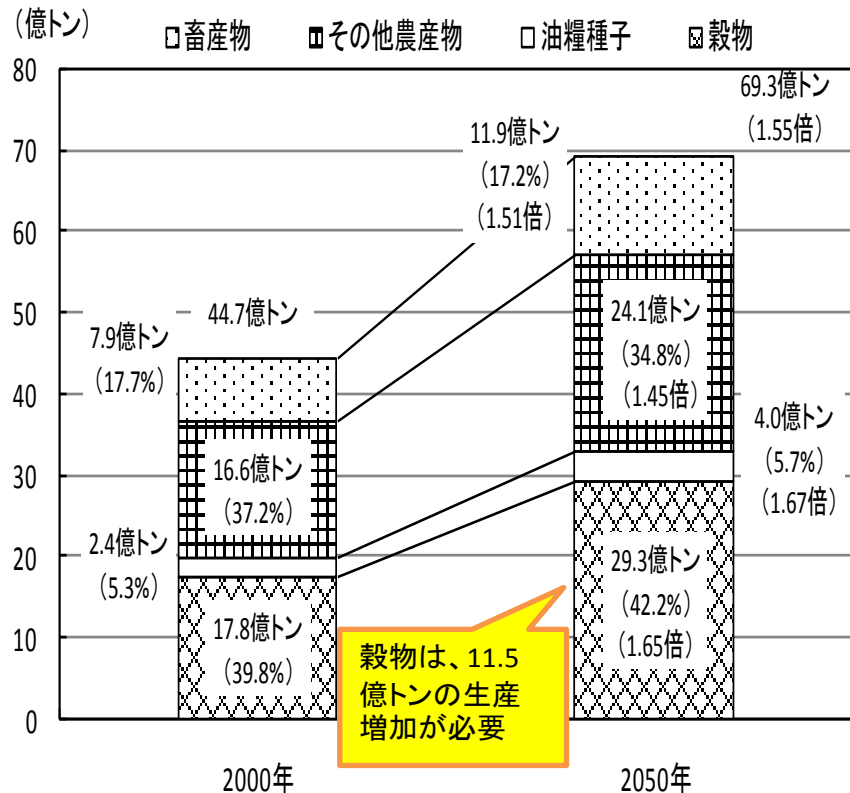 （億トン）
畜産物 その他農産物 油糧種子 穀物
80
70
60
50
40
30
20
10
0
69.3億トン
（1.55倍）
11.9億トン
（17.2%）
（1.51倍）
44.7億トン
7.9億トン
（17.7%）
24.1億トン
（34.8%）
（1.45倍）
4.0億トン
（5.7%）
（1.67倍）
16.6億トン
（37.2%）
2.4億トン
（5.3%）
29.3億トン
（42.2%）
（1.65倍）
17.8億トン
（39.8%）
穀物は、11.5
億トンの生産
増加が必要
2000年 2050年